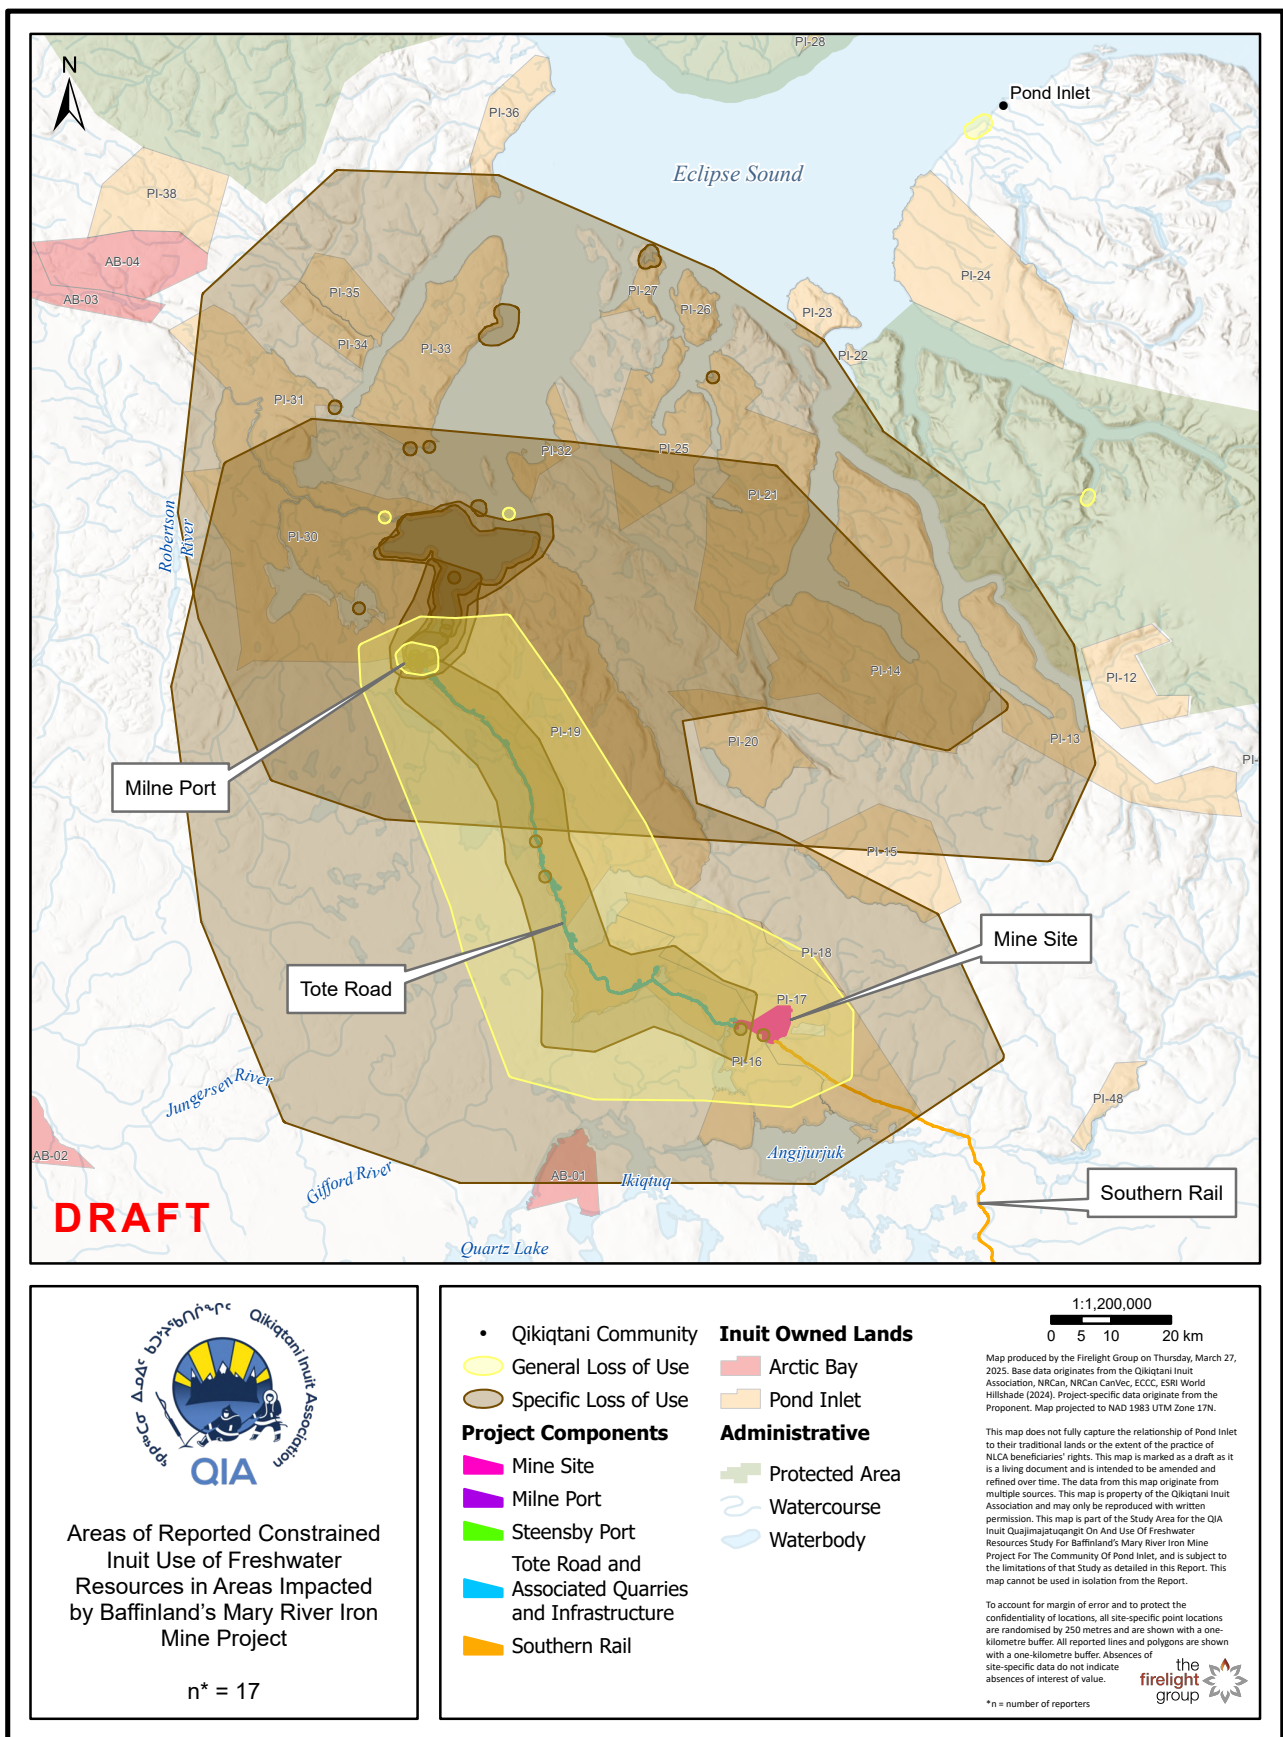 N
PI-28
Pond Inlet
PI-36
Eclipse Sound
PI-38
AB-04
AB-03
PI-35
PI-27
PI-26
PI-24
PI-23
PI-34
PI-33
PI-22
PI-31
PI-32
PI-25
PI-21
Robertson
River
PI-30
PI-14
PI-12
PI-19
PI-20
PI-13
PI-
Milne Port
PI-15
Mine Site
PI-18
Tote Road
PI-17
PI-16
Jungersen River
PI-48
AB-02
Gifford River
AB-01
Ikiqtuq
Angijurjuk
Southern Rail
DRAFT
Quartz Lake
Qikiqtani Inuit Association
QIA
Areas of Reported Constrained
Inuit Use of Freshwater
Resources in Areas Impacted
by Baffinland's Mary River Iron
Mine Project
n* = 17
Qikiqtani Community
General Loss of Use
Specific Loss of Use
Project Components
Mine Site
Milne Port
Steensby Port
Tote Road and
Associated Quarries
and Infrastructure
Southern Rail
Inuit Owned Lands
Arctic Bay
Pond Inlet
Administrative
Protected Area
Watercourse
Waterbody
1:1,200,000
0 5 10 20 km
Map produced by the Firelight Group on Thursday, March 27,
2025. Base data originates from the Qikiqtani Inuit
Association, NRCan, NRCan CanVec, ECCC, ESRI World
Hillshade (2024). Project-specific data originate from the
Proponent. Map projected to NAD 1983 UTM Zone 17N.
This map does not fully capture the relationship of Pond Inlet
to their traditional lands or the extent of the practice of
NLCA beneficiaries' rights. This map is marked as a draft as it
is a living document and is intended to be amended and
refined over time. The data from this map originate from
multiple sources. This map is property of the Qikiqtani Inuit
Association and may only be reproduced with written
permission. This map is part of the Study Area for the QIA
Inuit Quajimajatuqangit On And Use Of Freshwater
Resources Study For Baffinland's Mary River Iron Mine
Project For The Community Of Pond Inlet, and is subject to
the limitations of that Study as detailed in this Report. This
map cannot be used in isolation from the Report.
To account for margin of error and to protect the
confidentiality of locations, all site-specific point locations
are randomised by 250 metres and are shown with a one-
kilometre buffer. All reported lines and polygons are shown
with a one-kilometre buffer. Absences of
site-specific data do not indicate
absences of interest of value.
*n = number of reporters
the
firelight
group